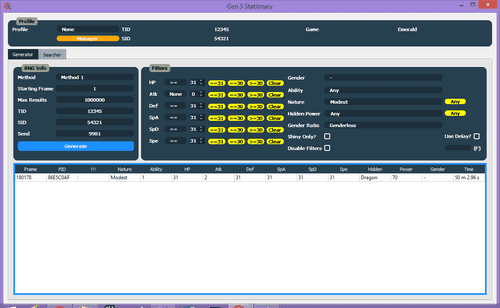 Gen 3 Stationary
Profile
Profile None TID 12345 Game Emerald
Manager SID 54321
Generator Searcher
RNG Info
Method Method 1
Starting Frame 1
Max Results 1000000
TID 12345
SID 54321
Seed 9981
Generate
Filters
HP == 31 ==31 ==30 >=30 Clear
Atk None 0 ==31 ==30 >=30 Clear
Def == 31 ==31 ==30 >=30 Clear
SpA == 31 ==31 ==30 >=30 Clear
SpD == 31 ==31 ==30 >=30 Clear
Spe == 31 ==31 ==30 >=30 Clear
Gender -
Ability Any
Nature Modest Any
Hidden Power Any Any
Gender Ratio Genderless
Shiny Only? Use Delay?
Disable Filters (F)
Frame PID !!! Nature Ability HP Atk Def SpA SpD Spe Hidden Power Gender Time
180178 86E5C0AF Modest 1 31 2 31 31 31 31 Dragon 70 - 50 m 2.96 s